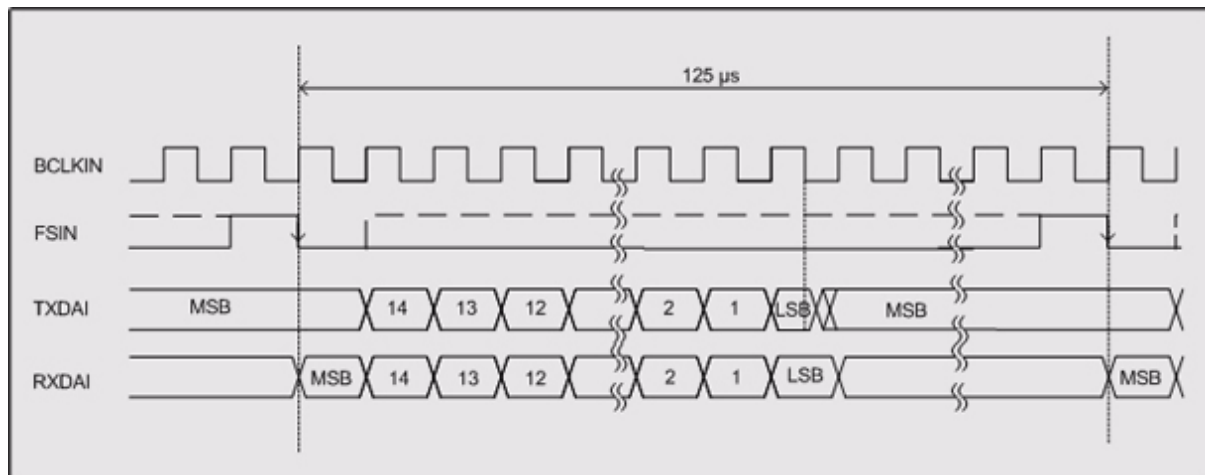 125 µs
BCLKIN
FSIN
TXDAI MSB 14 13 12 2 1 LSB MSB
RXDAI MSB 14 13 12 2 1 LSB MSB